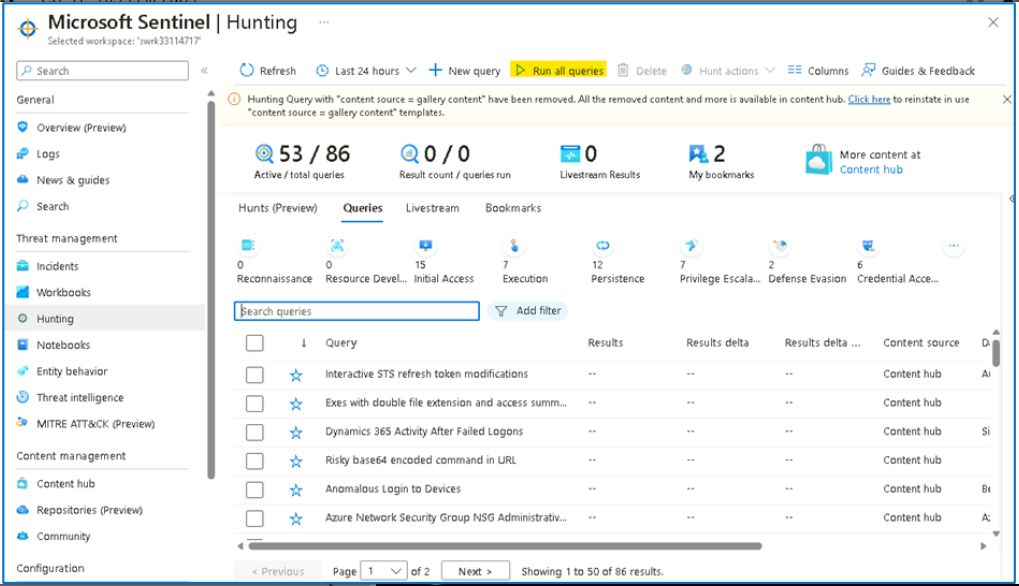 Microsoft Sentinel | Hunting ...
Selected workspace: 'swrk33114717'
Search
General
Overview (Preview)
Logs
News & guides
Search
Threat management
Incidents
Workbooks
Hunting
Notebooks
Entity behavior
Threat intelligence
MITRE ATT&CK (Preview)
Content management
Content hub
Repositories (Preview)
Community
Configuration
Refresh Last 24 hours New query Run all queries Delete Hunt actions Columns Guides & Feedback
Hunting Query with "content source = gallery content" have been removed. All the removed content and more is available in content hub. Click here to reinstate in use
"content source = gallery content" templates.
53 / 86
Active / total queries
0 / 0
Result count / queries run
0
Livestream Results
2
My bookmarks
More content at
Content hub
Hunts (Preview) Queries Livestream Bookmarks
0
Reconnaissance
0
Resource Devel...
15
Initial Access
7
Execution
12
Persistence
7
Privilege Escala...
2
Defense Evasion
6
Credential Acce...
...
Search queries
Add filter
Query Results Results delta Results delta ... Content source
Interactive STS refresh token modifications -- -- -- Content hub
Exes with double file extension and access summ... -- -- -- Content hub
Dynamics 365 Activity After Failed Logons -- -- -- Content hub Si
Risky base64 encoded command in URL -- -- -- Content hub
Anomalous Login to Devices -- -- -- Content hub
Azure Network Security Group NSG Administrativ... -- -- -- Content hub
< Previous Page 1 of 2 Next > Showing 1 to 50 of 86 results.